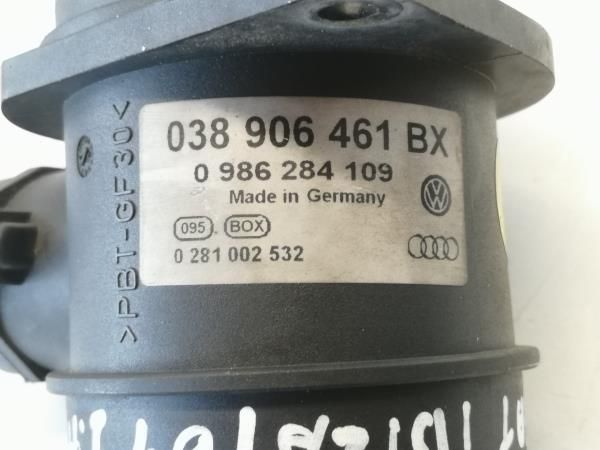 038 906 461 BX
0 986 284 109
Made in Germany
095 . BOX
0 281 002 532
>PBT-GF30<